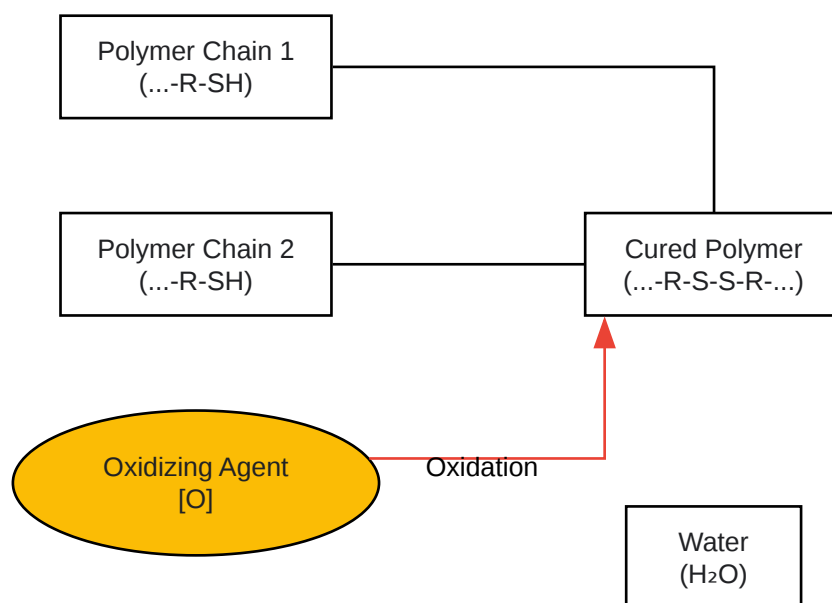 Polymer Chain 1
(...-R-SH)
Polymer Chain 2
(...-R-SH)
Cured Polymer
(...-R-S-S-R-...)
Oxidizing Agent
[O]
Oxidation
Water
(H₂O)